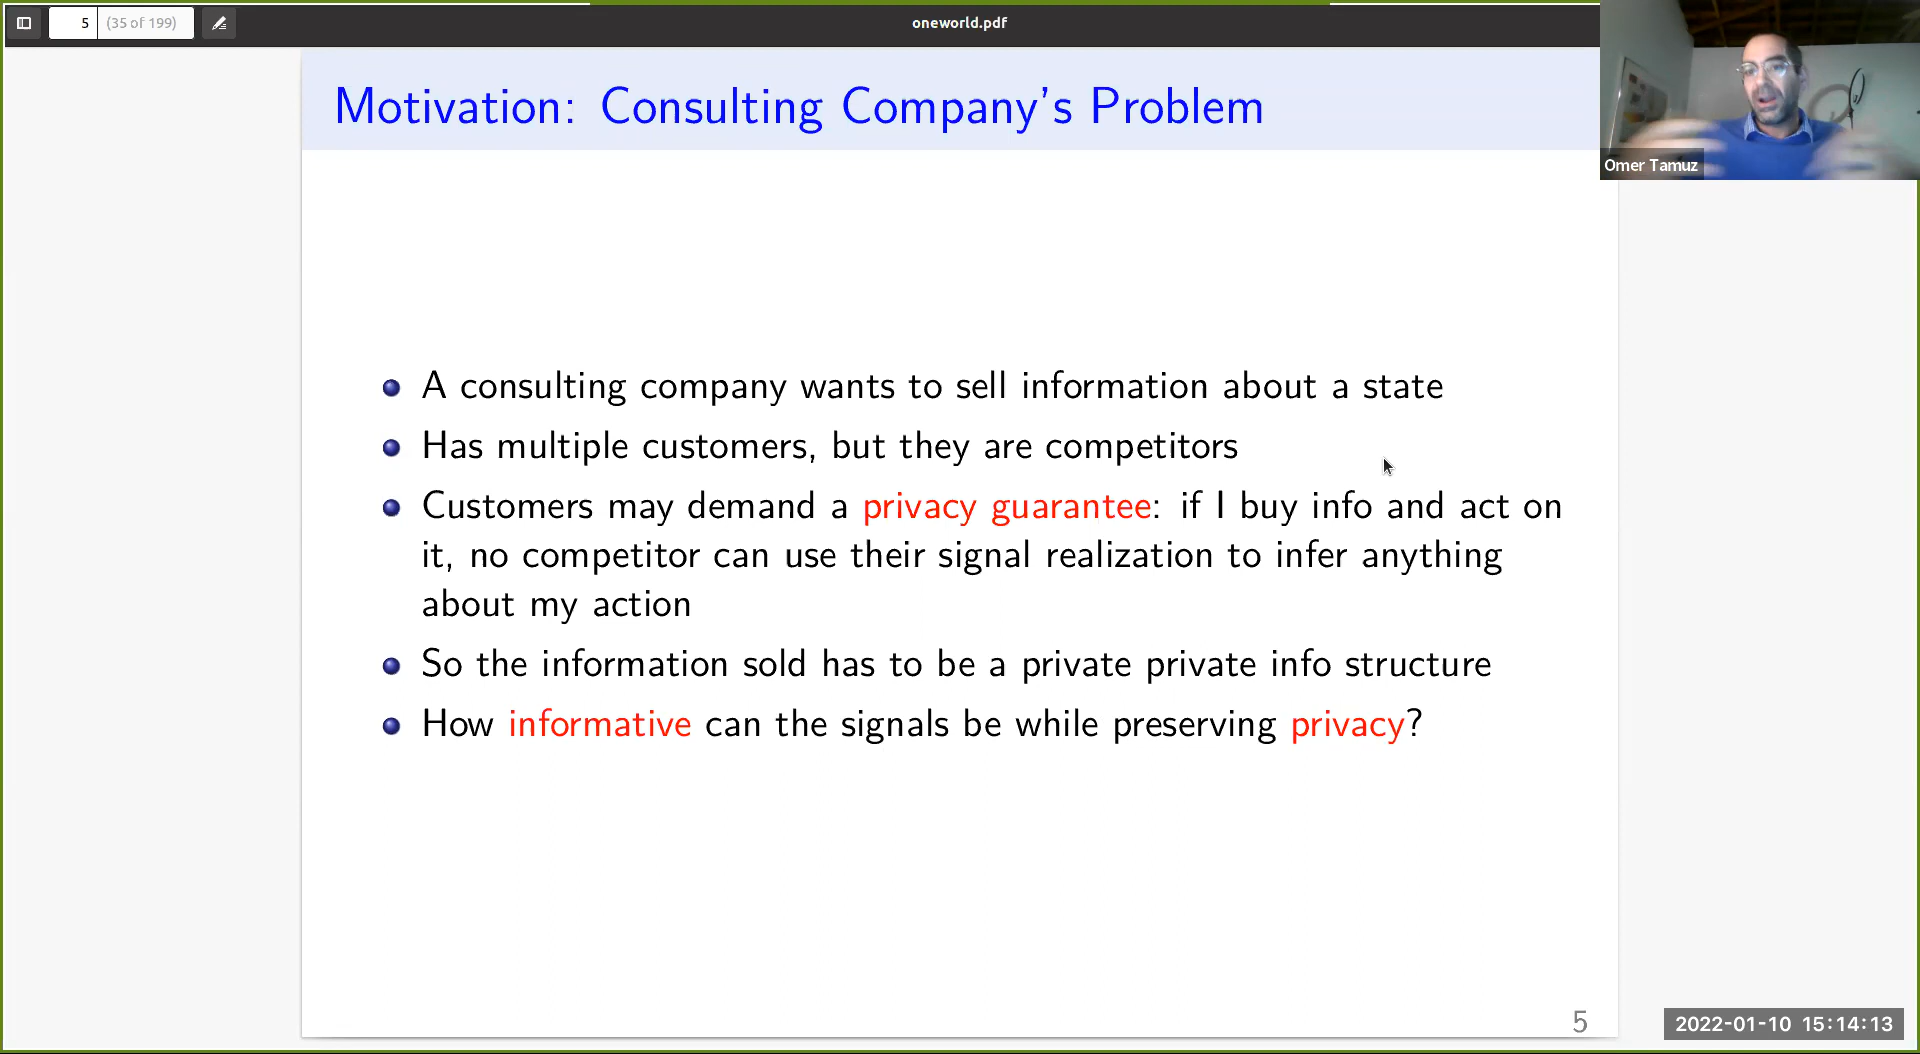 5 (35 of 199)
oneworld.pdf
Motivation: Consulting Company's Problem
Omer Tamuz
A consulting company wants to sell information about a state
Has multiple customers, but they are competitors
Customers may demand a privacy guarantee: if I buy info and act on
it, no competitor can use their signal realization to infer anything
about my action
So the information sold has to be a private private info structure
How informative can the signals be while preserving privacy?
5
2022-01-10 15:14:13